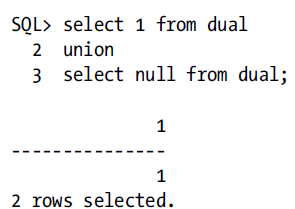 SQL> select 1 from dual
  2  union
  3  select null from dual;
              1
---------------
              1
2 rows selected.